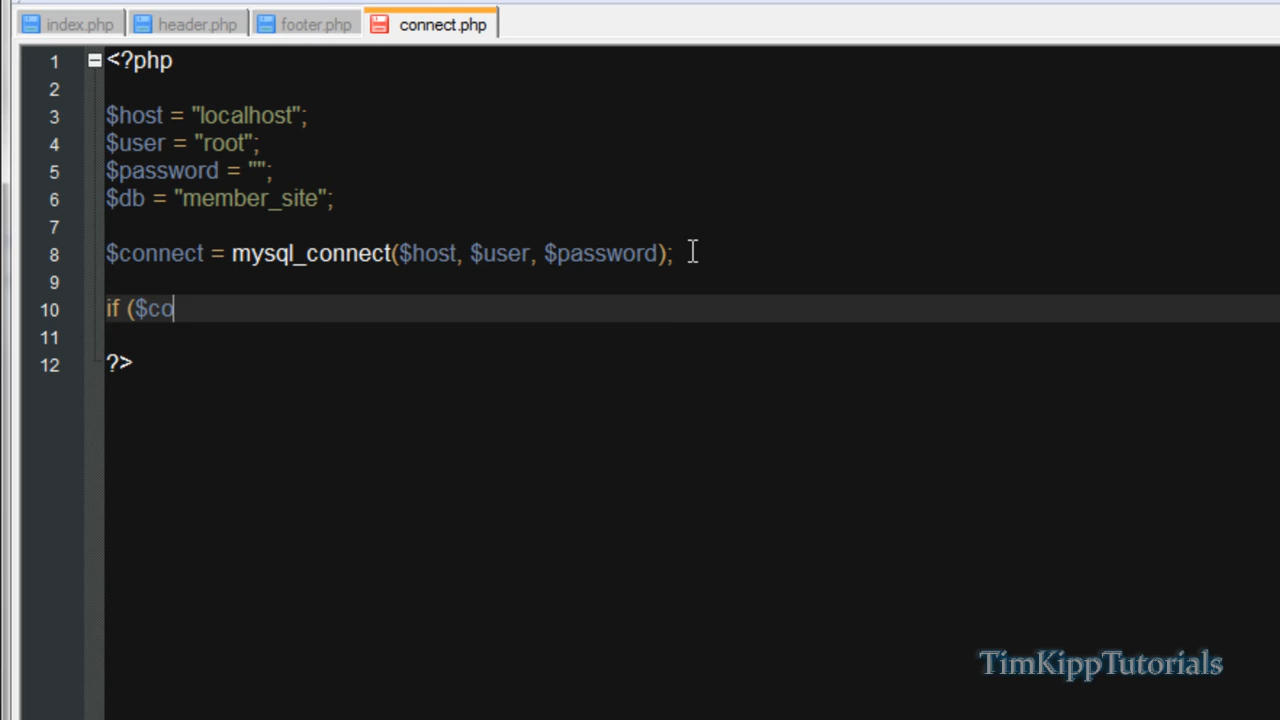 index.php header.php footer.php connect.php
1 <?php
2
3 $host = "localhost";
4 $user = "root";
5 $password = "";
6 $db = "member_site";
7
8 $connect = mysql_connect($host, $user, $password);
9
10 if ($co
11
12 ?>
TimKippTutorials